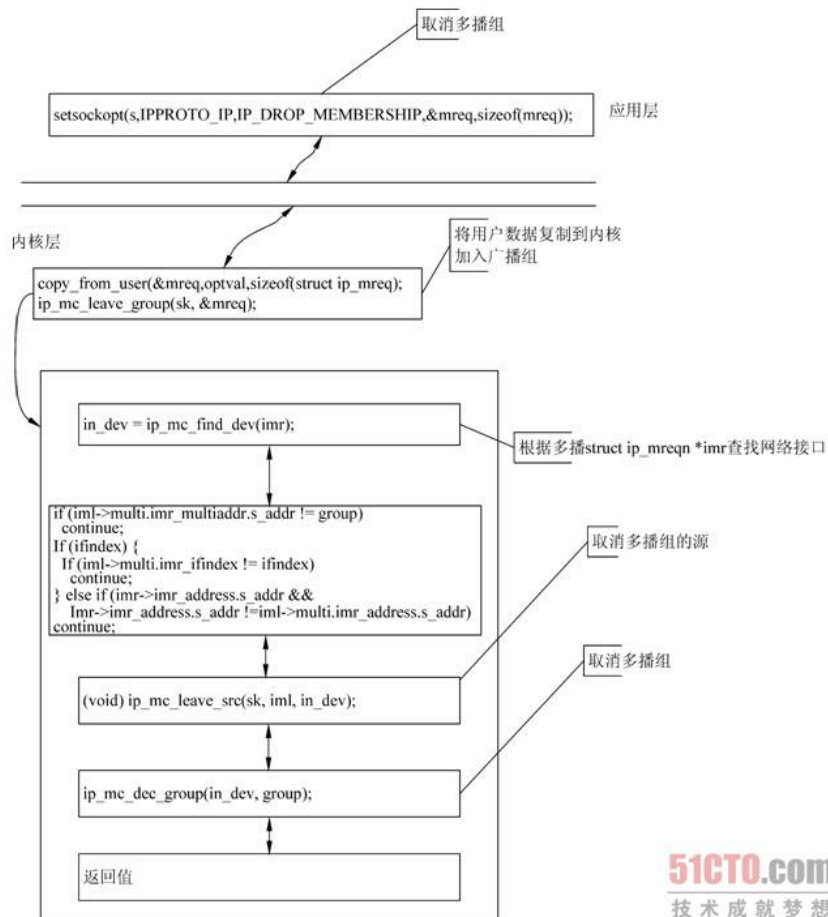 取消多播组
setsockopt(s,IPPROTO_IP,IP_DROP_MEMBERSHIP,&mreq,sizeof(mreq));
应用层
内核层
将用户数据复制到内核
加入广播组
copy_from_user(&mreq,optval,sizeof(struct ip_mreq);
ip_mc_leave_group(sk, &mreq);
in_dev = ip_mc_find_dev(imr);
根据多播struct ip_mreqn *imr查找网络接口
if (iml->multi.imr_multiaddr.s_addr != group)
continue;
If (ifindex) {
If (iml->multi.imr_ifindex != ifindex)
continue;
} else if (imr->imr_address.s_addr &&
Imr->imr_address.s_addr !=iml->multi.imr_address.s_addr)
continue;
取消多播组的源
(void) ip_mc_leave_src(sk, iml, in_dev);
取消多播组
ip_mc_dec_group(in_dev, group);
返回值
51CTO.com
技术成就梦想